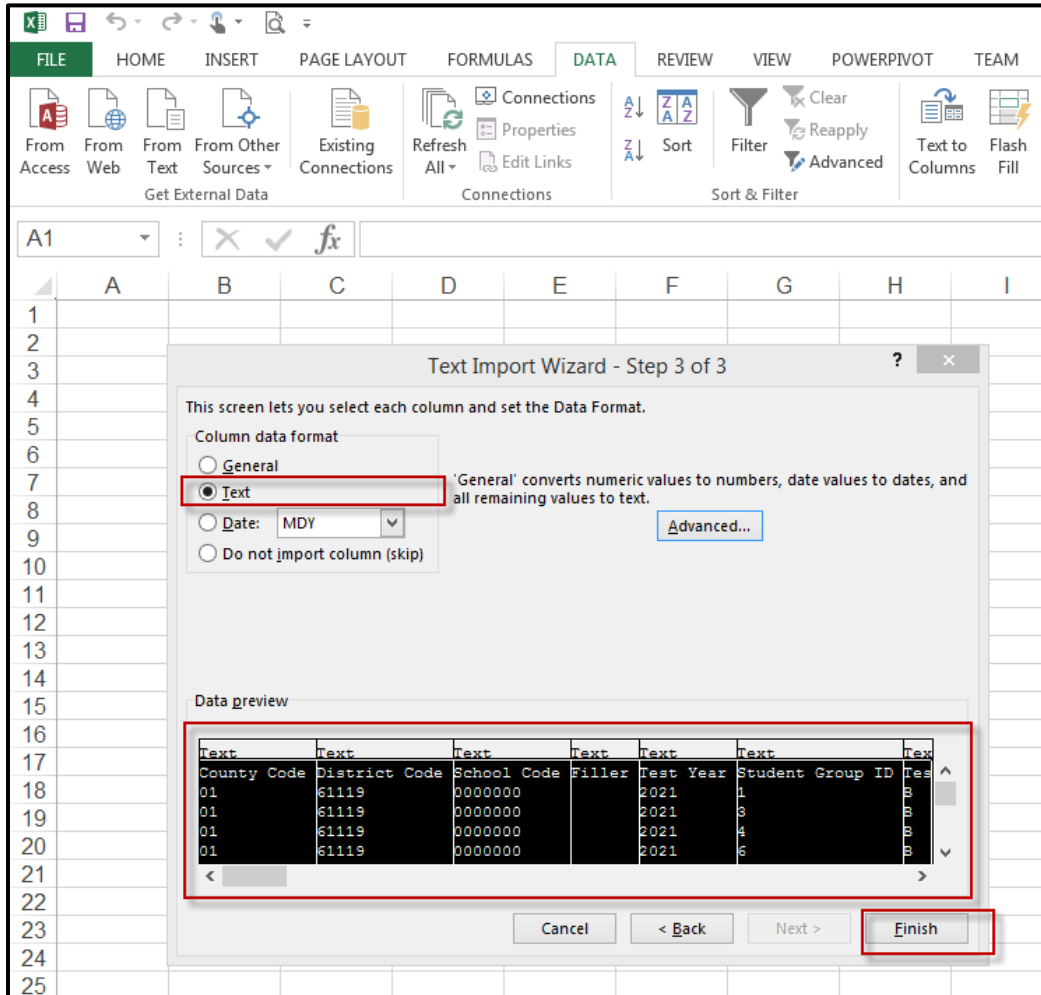 FILE HOME INSERT PAGE LAYOUT FORMULAS DATA REVIEW VIEW POWERPIVOT TEAM
From Access
From Web
From Text
From Other Sources
Get External Data
Existing Connections
Refresh All
Connections
Properties
Edit Links
Connections
Sort
Filter
Clear
Reapply
Advanced
Sort & Filter
Text to Columns
Flash Fill
A1
fx
A B C D E F G H I
1
2
3
4
5
6
7
8
9
10
11
12
13
14
15
16
17
18
19
20
21
22
23
24
25
Text Import Wizard - Step 3 of 3
?
This screen lets you select each column and set the Data Format.
Column data format
General
Text
Date: MDY
Do not import column (skip)
'General' converts numeric values to numbers, date values to dates, and
all remaining values to text.
Advanced...
Data preview
Text Text Text Text Text Text Tex
County Code District Code School Code Filler Test Year Student Group ID Tes
01 61119 0000000 2021 1 B
01 61119 0000000 2021 3 B
01 61119 0000000 2021 4 B
01 61119 0000000 2021 6 B
Cancel < Back Next > Finish